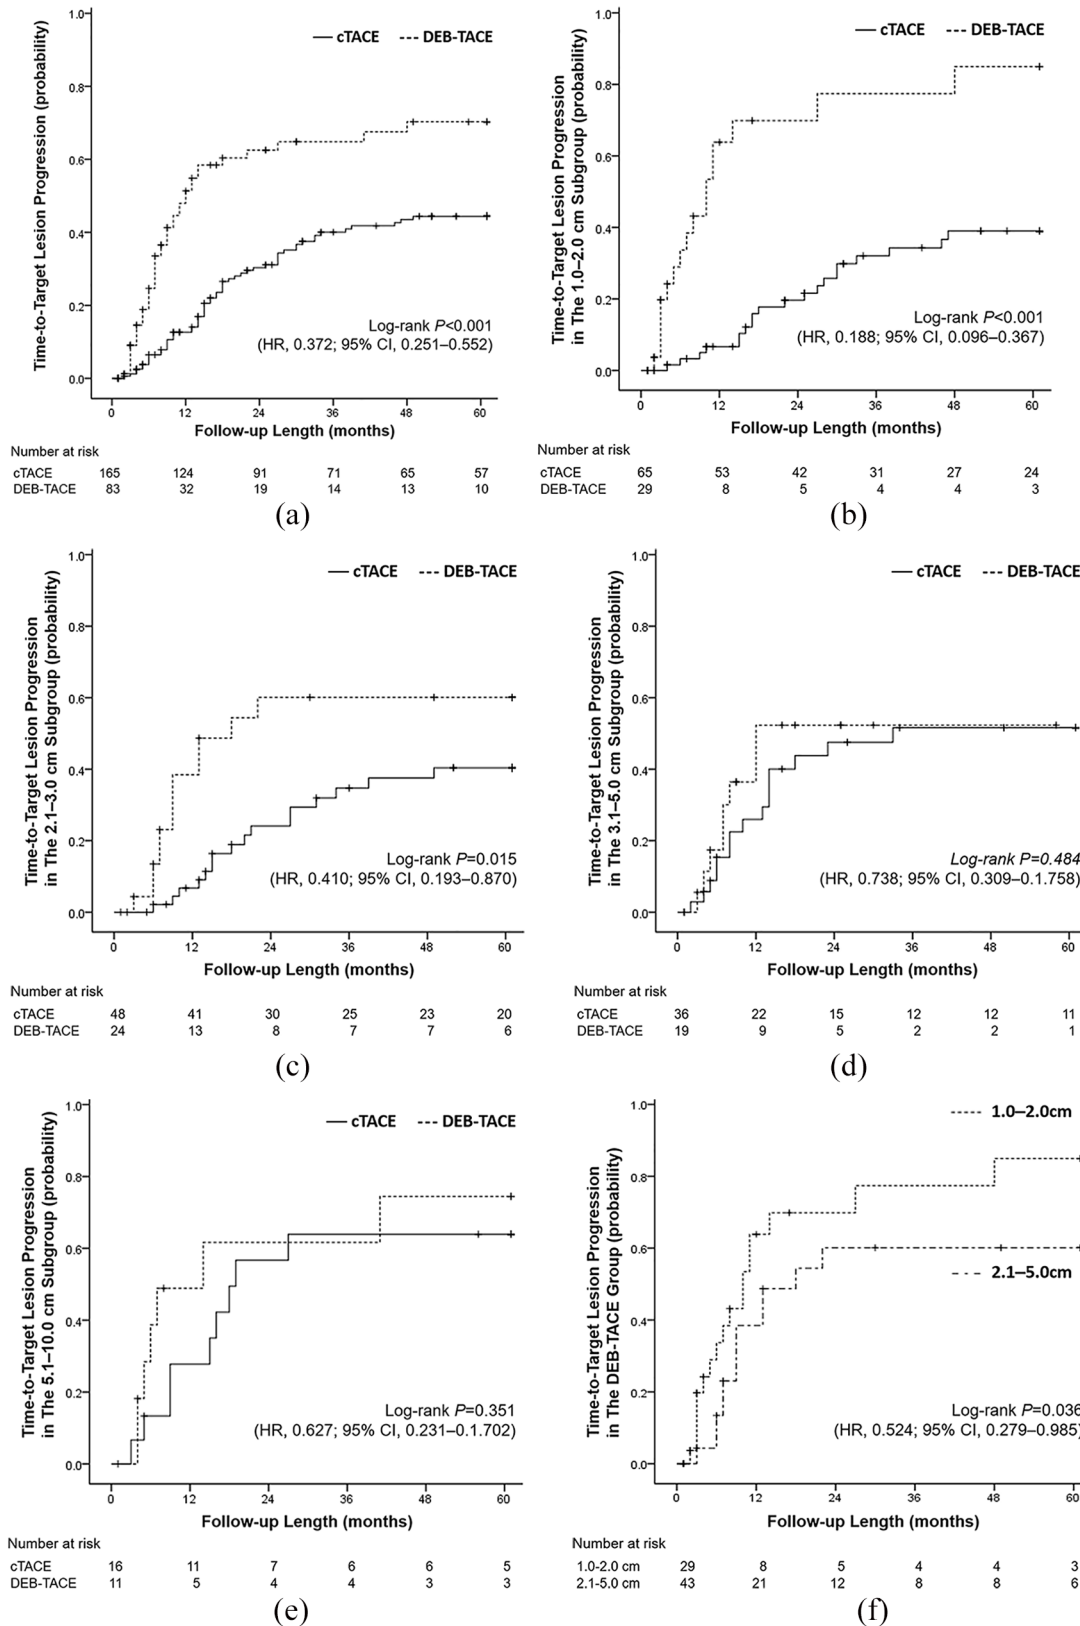 Time-to-Target Lesion Progression (probability)
1.0
0.8
0.6
0.4
0.2
0.0
cTACE
DEB-TACE
Log-rank P<0.001
(HR, 0.372; 95% CI, 0.251–0.552)
0 12 24 36 48 60
Follow-up Length (months)
Number at risk
cTACE 165 124 91 71 65 57
DEB-TACE 83 32 19 14 13 10
(a)
Time-to-Target Lesion Progression
in The 1.0–2.0 cm Subgroup (probability)
1.0
0.8
0.6
0.4
0.2
0.0
cTACE
DEB-TACE
Log-rank P<0.001
(HR, 0.188; 95% CI, 0.096–0.367)
0 12 24 36 48 60
Follow-up Length (months)
Number at risk
cTACE 65 53 42 31 27 24
DEB-TACE 29 8 5 4 4 3
(b)
Time-to-Target Lesion Progression
in The 2.1–3.0 cm Subgroup (probability)
1.0
0.8
0.6
0.4
0.2
0.0
cTACE
DEB-TACE
Log-rank P=0.015
(HR, 0.410; 95% CI, 0.193–0.870)
0 12 24 36 48 60
Follow-up Length (months)
Number at risk
cTACE 48 41 30 25 23 20
DEB-TACE 24 13 8 7 7 6
(c)
Time-to-Target Lesion Progression
in The 3.1–5.0 cm Subgroup (probability)
1.0
0.8
0.6
0.4
0.2
0.0
cTACE
DEB-TACE
Log-rank P=0.484
(HR, 0.738; 95% CI, 0.309–0.1.758)
0 12 24 36 48 60
Follow-up Length (months)
Number at risk
cTACE 36 22 15 12 12 11
DEB-TACE 19 9 5 2 2 1
(d)
Time-to-Target Lesion Progression
in The 5.1–10.0 cm Subgroup (probability)
1.0
0.8
0.6
0.4
0.2
0.0
cTACE
DEB-TACE
Log-rank P=0.351
(HR, 0.627; 95% CI, 0.231–0.1.702)
0 12 24 36 48 60
Follow-up Length (months)
Number at risk
cTACE 16 11 7 6 6 5
DEB-TACE 11 5 4 4 3 3
(e)
Time-to-Target Lesion Progression
in The DEB-TACE Group (probability)
1.0
0.8
0.6
0.4
0.2
0.0
1.0–2.0cm
2.1–5.0cm
Log-rank P=0.036
(HR, 0.524; 95% CI, 0.279–0.985)
0 12 24 36 48 60
Follow-up Length (months)
Number at risk
1.0-2.0 cm 29 8 5 4 4 3
2.1-5.0 cm 43 21 12 8 8 6
(f)